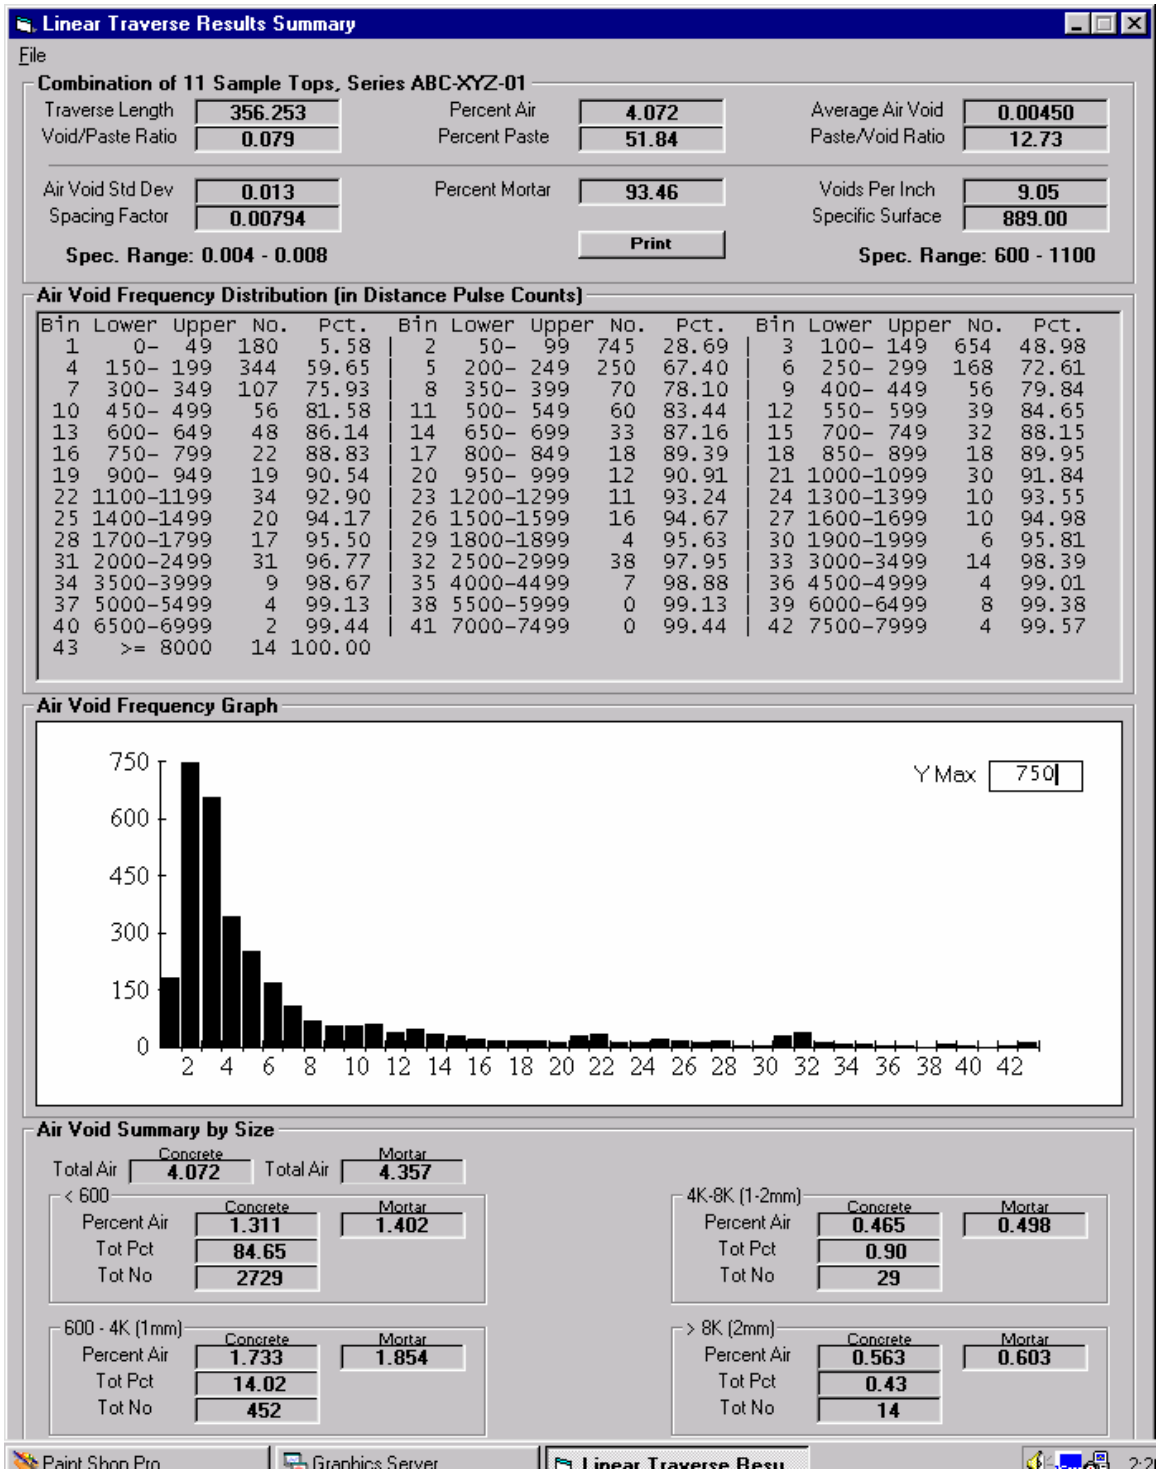 Linear Traverse Results Summary
File
Combination of 11 Sample Tops, Series ABC-XYZ-01
Traverse Length 356.253 Percent Air 4.072 Average Air Void 0.00450
Void/Paste Ratio 0.079 Percent Paste 51.84 Paste/Void Ratio 12.73
Air Void Std Dev 0.013 Percent Mortar 93.46 Voids Per Inch 9.05
Spacing Factor 0.00794 Specific Surface 889.00
Print
Spec. Range: 0.004 - 0.008 Spec. Range: 600 - 1100
Air Void Frequency Distribution (in Distance Pulse Counts)
Bin Lower Upper No. Pct. Bin Lower Upper No. Pct. Bin Lower Upper No. Pct.
1 0- 49 180 5.58 | 2 50- 99 745 28.69 | 3 100- 149 654 48.98
4 150- 199 344 59.65 | 5 200- 249 250 67.40 | 6 250- 299 168 72.61
7 300- 349 107 75.93 | 8 350- 399 70 78.10 | 9 400- 449 56 79.84
10 450- 499 56 81.58 | 11 500- 549 60 83.44 | 12 550- 599 39 84.65
13 600- 649 48 86.14 | 14 650- 699 33 87.16 | 15 700- 749 32 88.15
16 750- 799 22 88.83 | 17 800- 849 18 89.39 | 18 850- 899 18 89.95
19 900- 949 19 90.54 | 20 950- 999 12 90.91 | 21 1000-1099 30 91.84
22 1100-1199 34 92.90 | 23 1200-1299 11 93.24 | 24 1300-1399 10 93.55
25 1400-1499 20 94.17 | 26 1500-1599 16 94.67 | 27 1600-1699 10 94.98
28 1700-1799 17 95.50 | 29 1800-1899 4 95.63 | 30 1900-1999 6 95.81
31 2000-2499 31 96.77 | 32 2500-2999 38 97.95 | 33 3000-3499 14 98.39
34 3500-3999 9 98.67 | 35 4000-4499 7 98.88 | 36 4500-4999 4 99.01
37 5000-5499 4 99.13 | 38 5500-5999 0 99.13 | 39 6000-6499 8 99.38
40 6500-6999 2 99.44 | 41 7000-7499 0 99.44 | 42 7500-7999 4 99.57
43 >= 8000 14 100.00
Air Void Frequency Graph
Y Max 750
750
600
450
300
150
0
2 4 6 8 10 12 14 16 18 20 22 24 26 28 30 32 34 36 38 40 42
Air Void Summary by Size
Concrete Mortar
Total Air 4.072 Total Air 4.357
< 600
Concrete Mortar
Percent Air 1.311 1.402
Tot Pct 84.65
Tot No 2729
4K-8K (1-2mm)
Concrete Mortar
Percent Air 0.465 0.498
Tot Pct 0.90
Tot No 29
600 - 4K (1mm)
Concrete Mortar
Percent Air 1.733 1.854
Tot Pct 14.02
Tot No 452
> 8K (2mm)
Concrete Mortar
Percent Air 0.563 0.603
Tot Pct 0.43
Tot No 14
Paint Shop Pro Graphics Server Linear Traverse Resu...